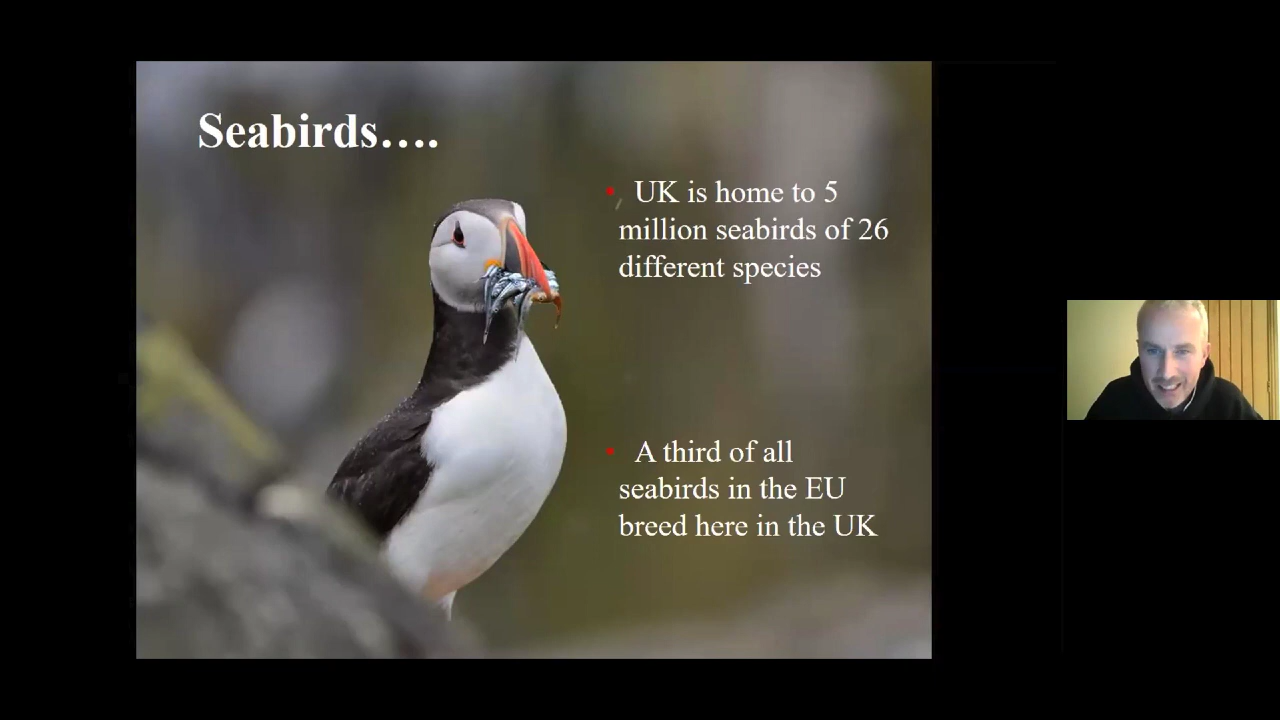 Seabirds….
• UK is home to 5
million seabirds of 26
different species
• A third of all
seabirds in the EU
breed here in the UK